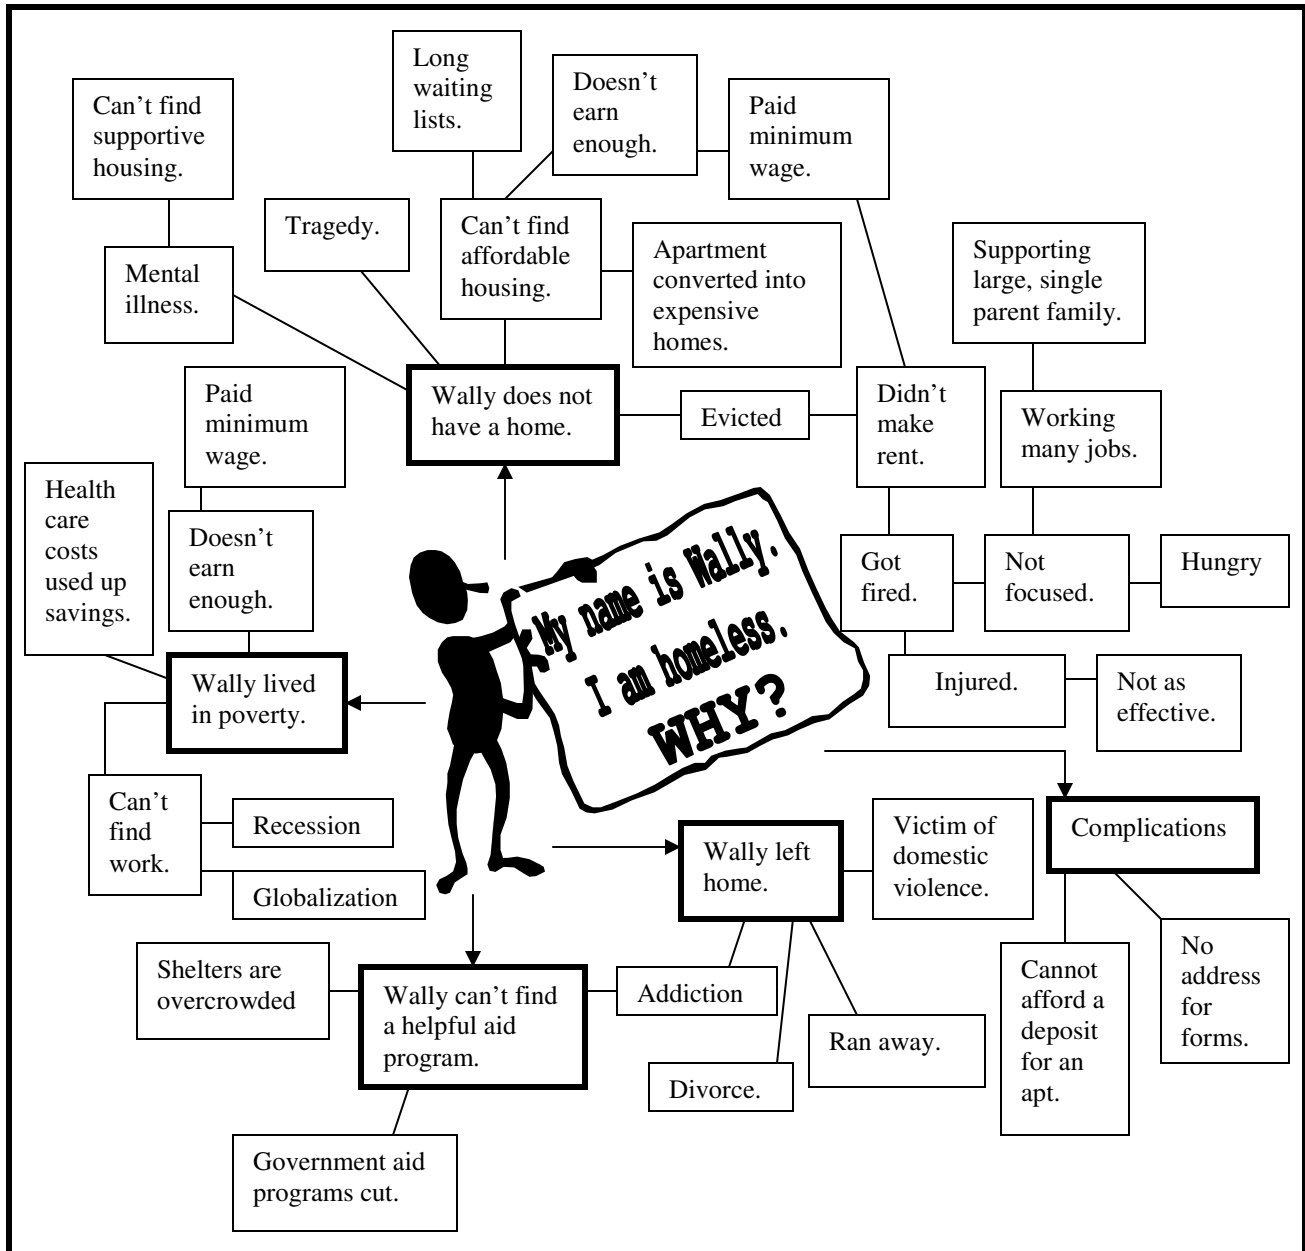 Long
waiting
lists.
Doesn't
earn
enough.
Paid
minimum
wage.
Can't find
supportive
housing.
Tragedy.
Can't find
affordable
housing.
Apartment
converted into
expensive
homes.
Supporting
large, single
parent family.
Mental
illness.
Paid
minimum
wage.
Wally does not
have a home.
Evicted
Didn't
make
rent.
Working
many jobs.
Health
care
costs
used up
savings.
Doesn't
earn
enough.
My name is Wally.
I am homeless.
WHY?
Got
fired.
Not
focused.
Hungry
Wally lived
in poverty.
Injured.
Not as
effective.
Can't
find
work.
Recession
Globalization
Wally left
home.
Victim of
domestic
violence.
Complications
Shelters are
overcrowded
Wally can't find
a helpful aid
program.
Addiction
Divorce.
Ran away.
Cannot
afford a
deposit
for an
apt.
No
address
for
forms.
Government aid
programs cut.